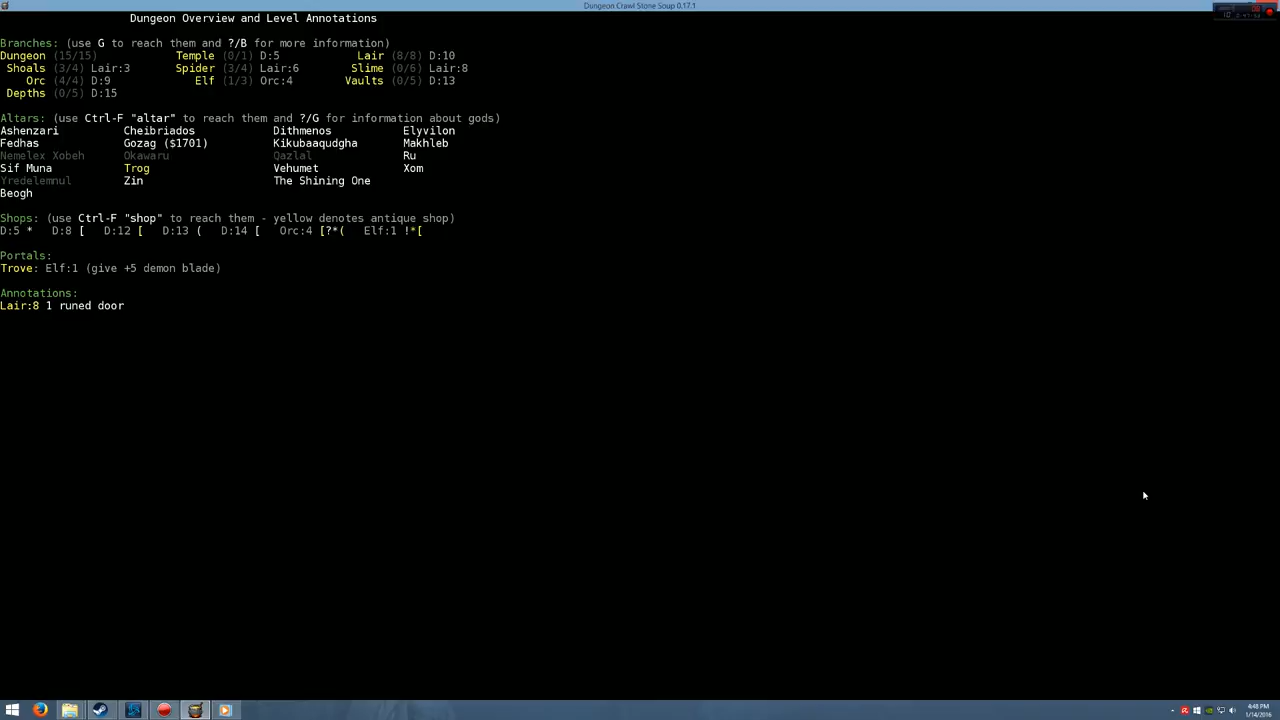 Dungeon Crawl Stone Soup 0.17.1
Dungeon Overview and Level Annotations
Branches: (use G to reach them and ?/B for more information)
Dungeon (15/15) Temple (0/1) D:5 Lair (8/8) D:10
Shoals (3/4) Lair:3 Spider (3/4) Lair:6 Slime (0/6) Lair:8
Orc (4/4) D:9 Elf (1/3) Orc:4 Vaults (0/5) D:13
Depths (0/5) D:15
Altars: (use Ctrl-F "altar" to reach them and ?/G for information about gods)
Ashenzari Cheibriados Dithmenos Elyvilon
Fedhas Gozag ($1701) Kikubaaqudgha Makhleb
Nemelex Xobeh Okawaru Qazlal Ru
Sif Muna Trog Vehumet Xom
Yredelemnul Zin The Shining One
Beogh
Shops: (use Ctrl-F "shop" to reach them - yellow denotes antique shop)
D:5 * D:8 [ D:12 [ D:13 ( D:14 [ Orc:4 [?*( Elf:1 !*[
Portals:
Trove: Elf:1 (give +5 demon blade)
Annotations:
Lair:8 1 runed door
4:48 PM
1/14/2016